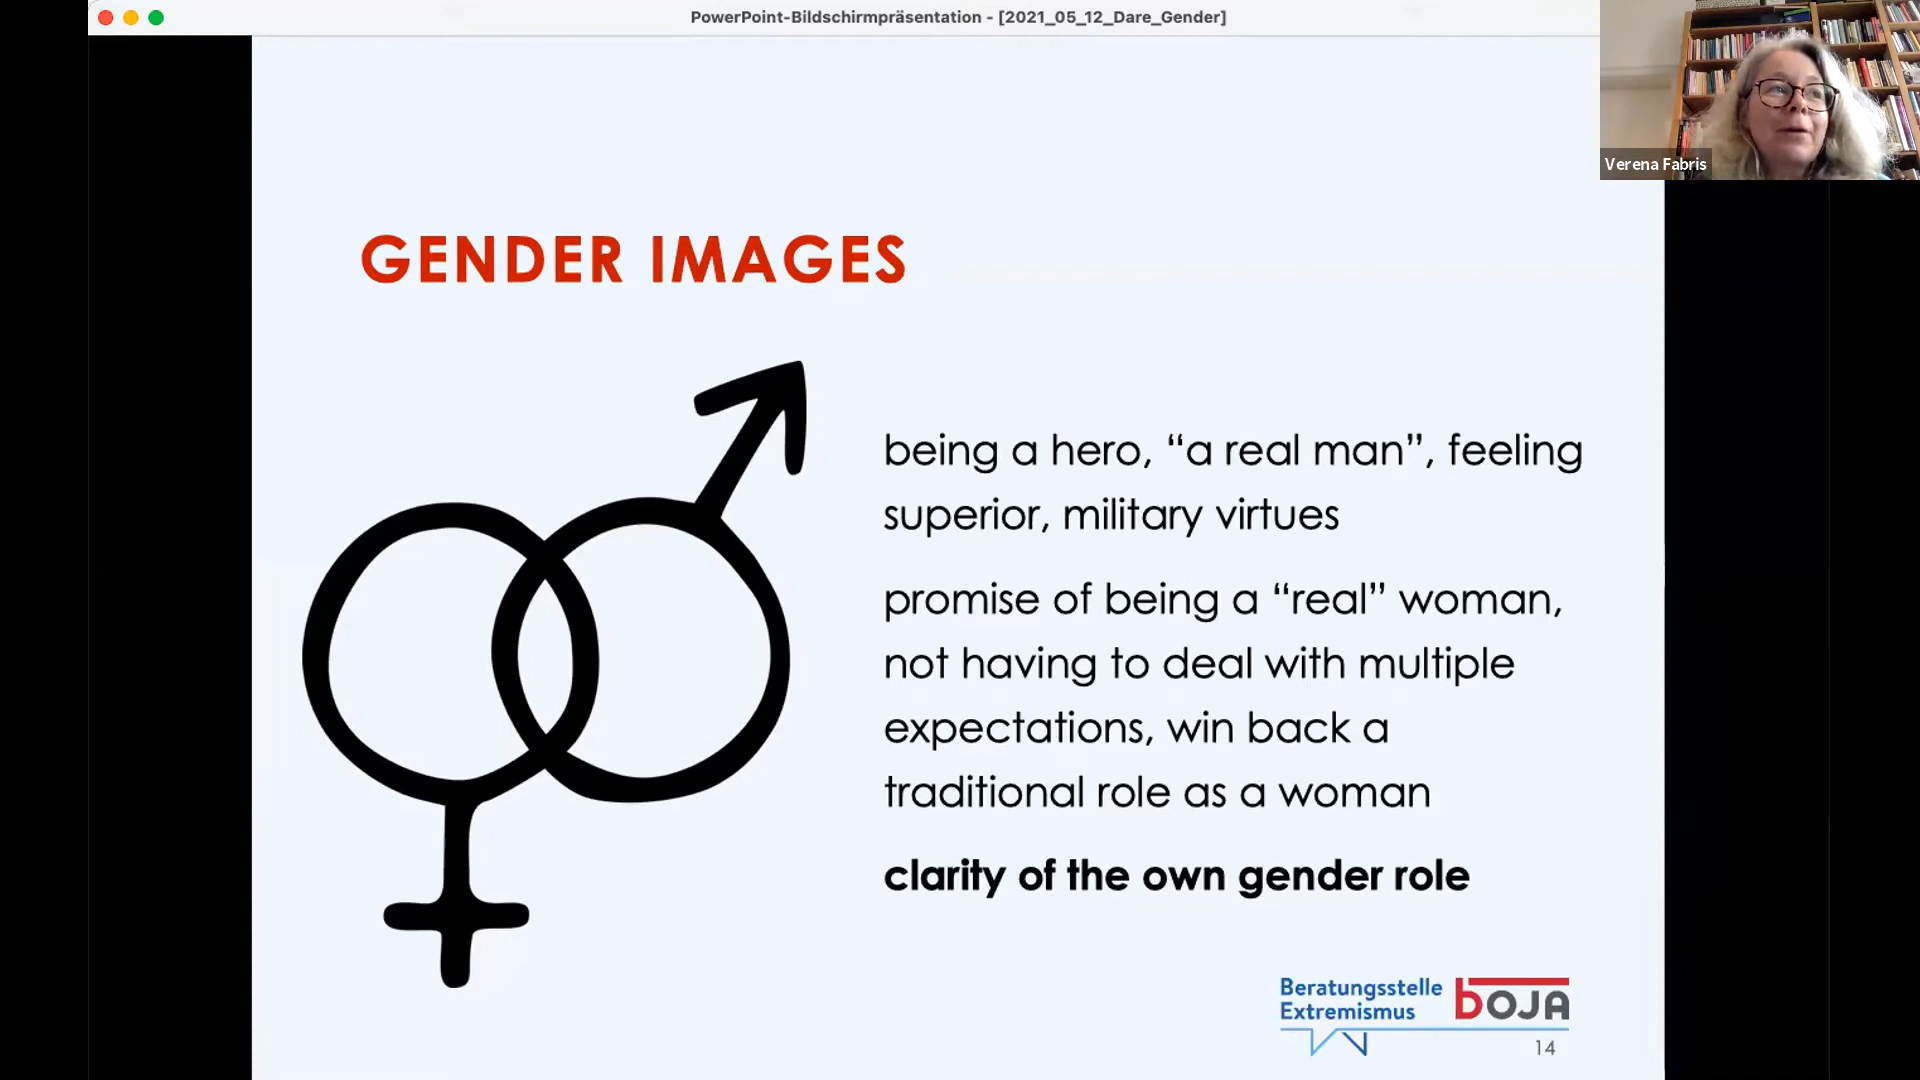 PowerPoint-Bildschirmpräsentation - [2021_05_12_Dare_Gender]
Verena Fabris
GENDER IMAGES
being a hero, “a real man”, feeling
superior, military virtues
promise of being a “real” woman,
not having to deal with multiple
expectations, win back a
traditional role as a woman
clarity of the own gender role
Beratungsstelle
Extremismus
bOJA
14